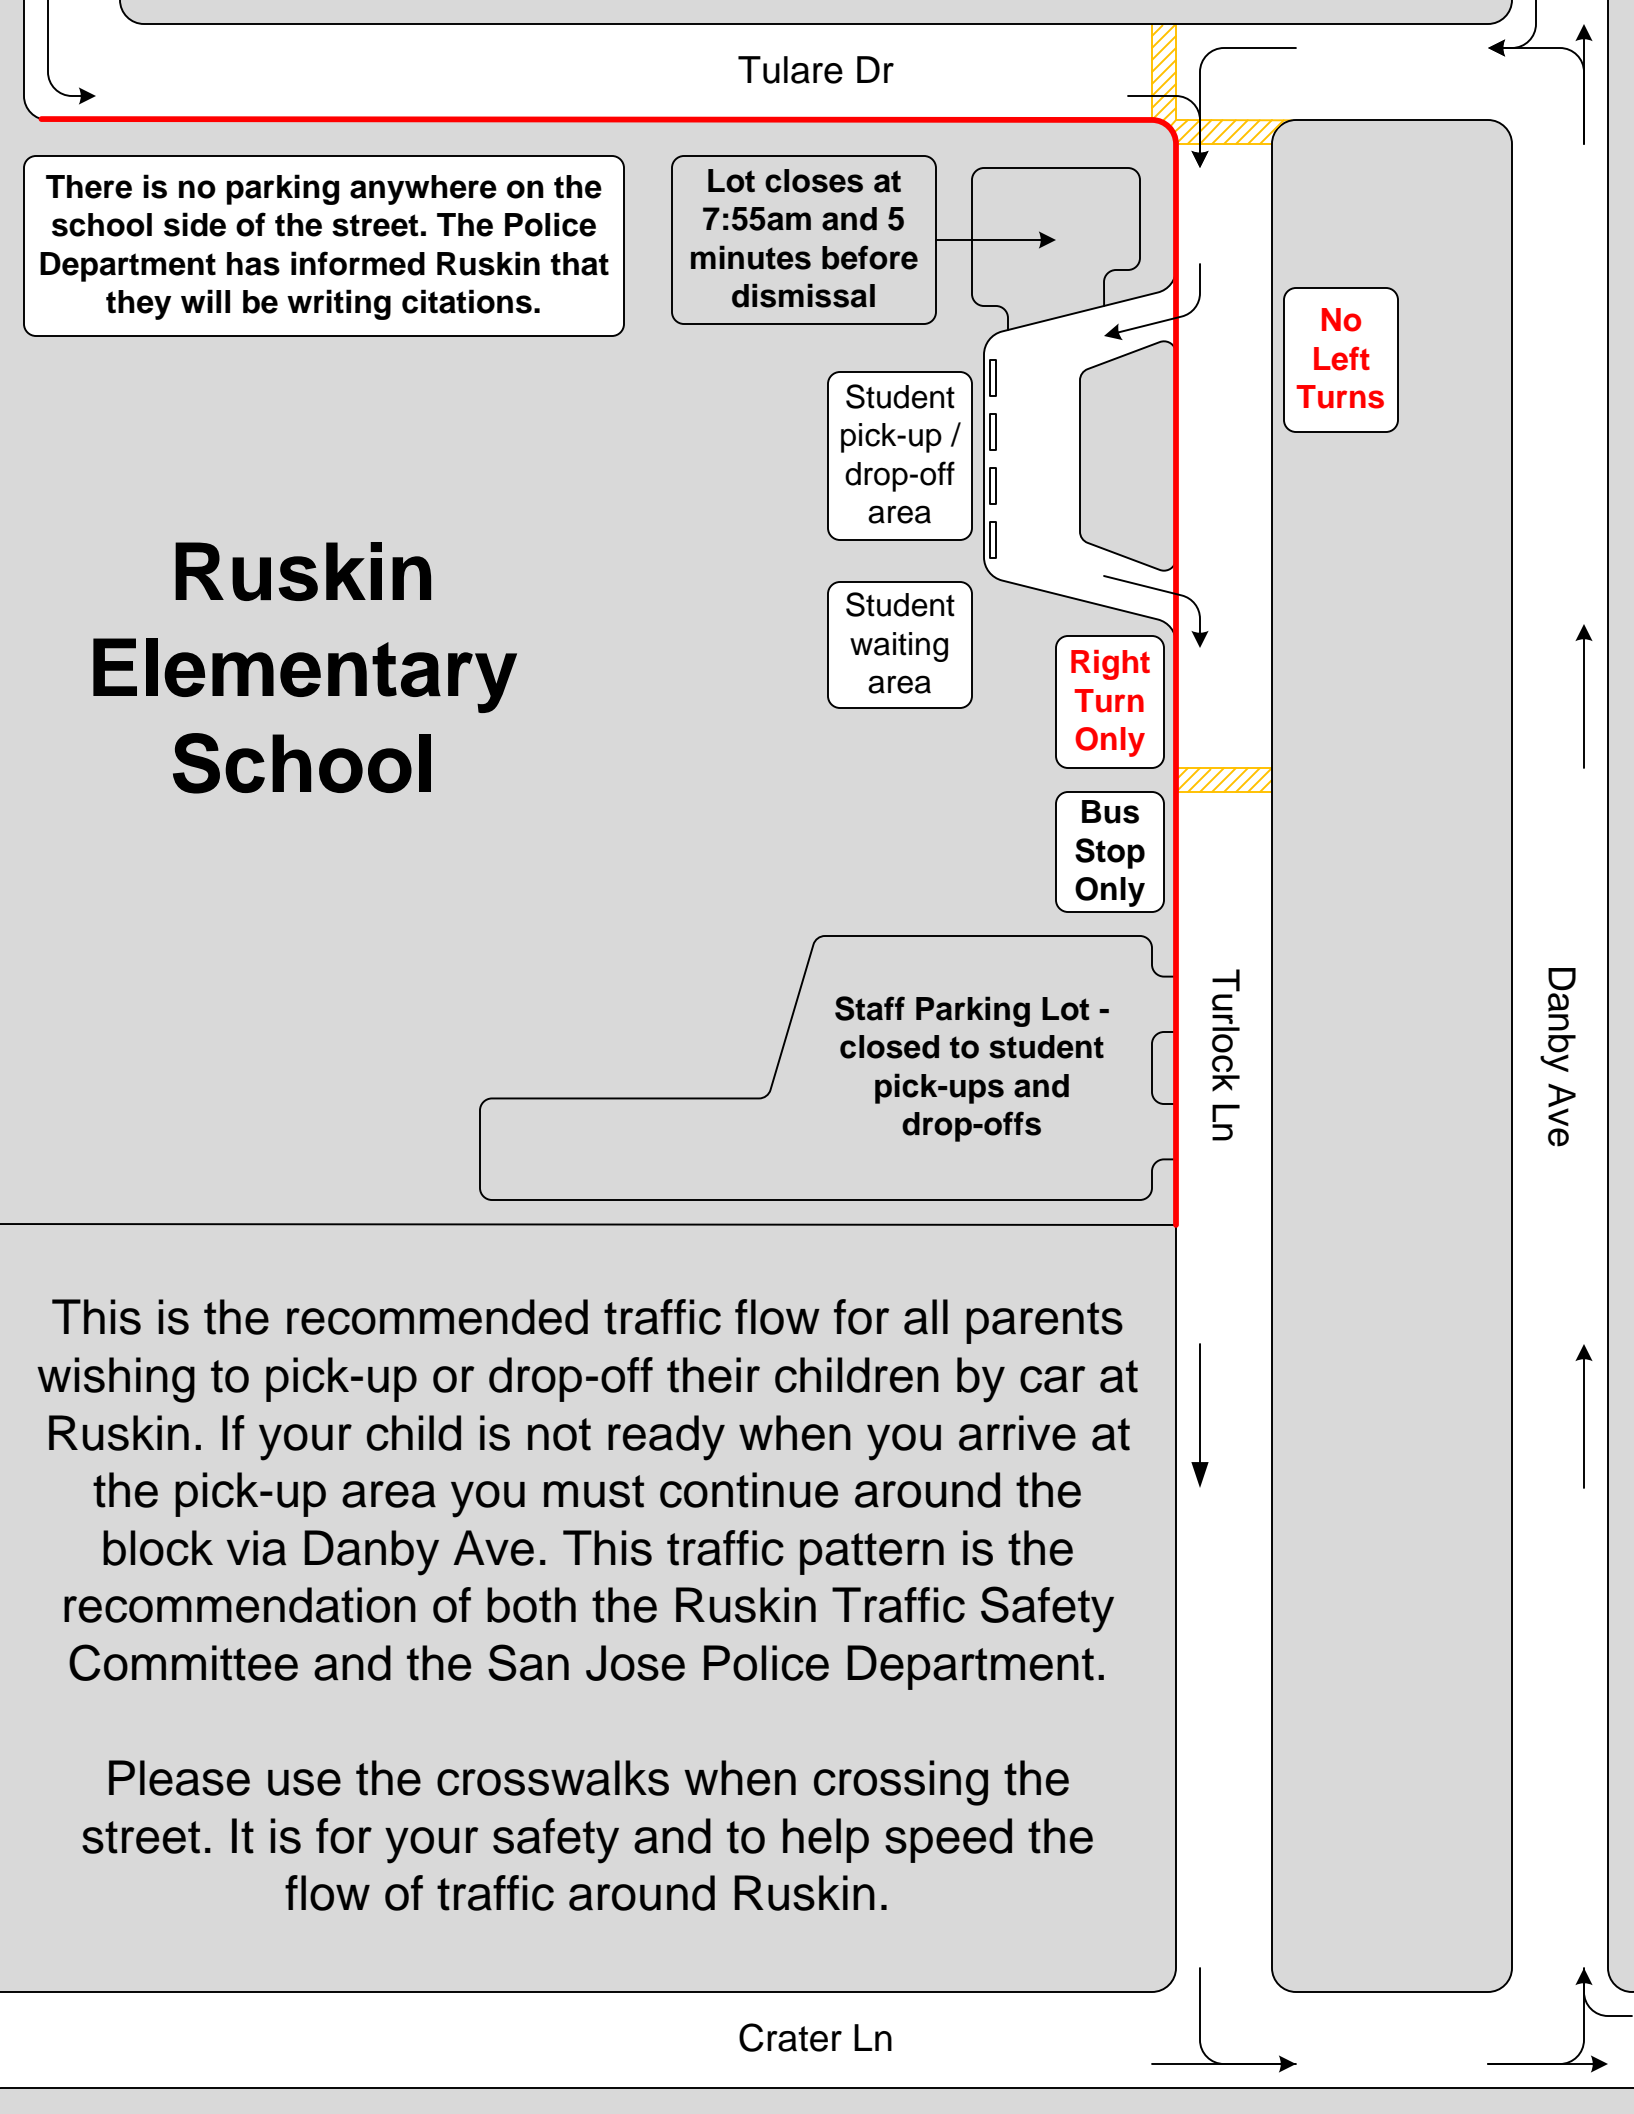 Tulare Dr
There is no parking anywhere on the
school side of the street. The Police
Department has informed Ruskin that
they will be writing citations.
Lot closes at
7:55am and 5
minutes before
dismissal
No
Left
Turns
Student
pick-up /
drop-off
area
Ruskin
Elementary
School
Student
waiting
area
Right
Turn
Only
Bus
Stop
Only
Staff Parking Lot -
closed to student
pick-ups and
drop-offs
Turlock Ln
Danby Ave
This is the recommended traffic flow for all parents
wishing to pick-up or drop-off their children by car at
Ruskin. If your child is not ready when you arrive at
the pick-up area you must continue around the
block via Danby Ave. This traffic pattern is the
recommendation of both the Ruskin Traffic Safety
Committee and the San Jose Police Department.
Please use the crosswalks when crossing the
street. It is for your safety and to help speed the
flow of traffic around Ruskin.
Crater Ln